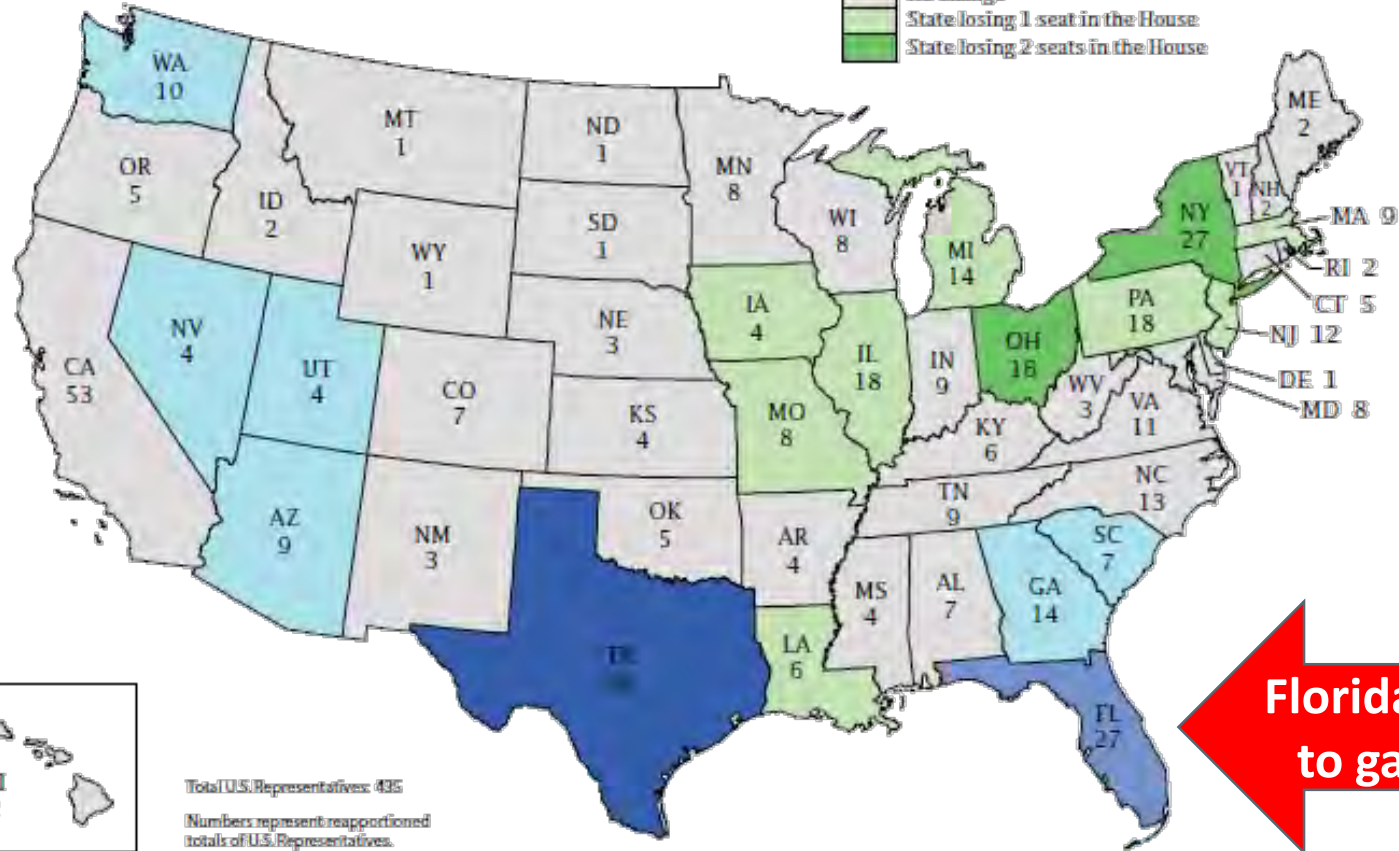 State losing 1 seat in the House
State losing 2 seats in the House
WA
10
MT
1
ND
1
MN
8
ME
2
OR
5
ID
2
SD
1
WI
8
VT
1
NH
2
NY
27
MA 9
RI 2
CT 5
NJ 12
DE 1
MD 8
WY
1
MI
14
PA
18
IA
4
NE
3
NV
4
UT
4
CA
53
CO
7
KS
4
MO
8
IL
18
IN
9
OH
16
WV
3
VA
11
KY
6
NC
13
TN
9
AZ
9
NM
3
OK
5
AR
4
SC
7
MS
4
AL
7
GA
14
LA
6
FL
27
Florida
to ga
Total U.S. Representatives: 435
Numbers represent reapportioned
totals of U.S. Representatives.